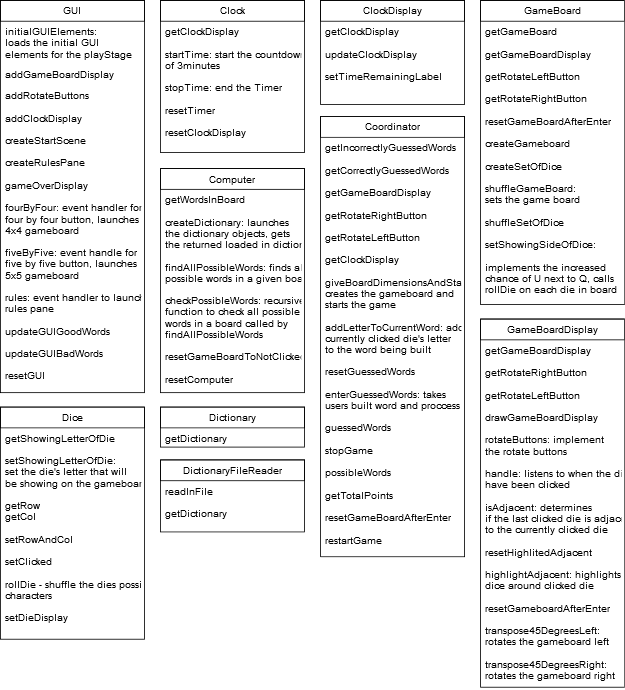 GUI
initialGUIElements:
loads the initial GUI
elements for the playStage
addGameBoardDisplay
addRotateButtons
addClockDisplay
createStartScene
createRulesPane
gameOverDisplay
fourByFour: event handler for
four by four button, launches
4x4 gameboard
fiveByFive: event handle for
five by five button, launches
5x5 gameboard
rules: event handler to launch
rules pane
updateGUIGoodWords
updateGUIBadWords
resetGUI
Dice
getShowingLetterOfDie
setShowingLetterOfDie:
set the die's letter that will
be showing on the gameboar
getRow
getCol
setRowAndCol
setClicked
rollDie - shuffle the dies possi
characters
setDieDisplay
Clock
getClockDisplay
startTime: start the countdown
of 3minutes
stopTime: end the Timer
resetTimer
resetClockDisplay
Computer
getWordsInBoard
createDictionary: launches
the dictionary objects, gets
the returned loaded in diction
findAllPossibleWords: finds al
possible words in a given boa
checkPossibleWords: recursive
function to check all possible
words in a board called by
findAllPossibleWords
resetGameBoardToNotClicke
resetComputer
Dictionary
getDictionary
DictionaryFileReader
readInFile
getDictionary
ClockDisplay
getClockDisplay
updateClockDisplay
setTimeRemainingLabel
Coordinator
getIncorrectlyGuessedWords
getCorrectlyGuessedWords
getGameBoardDisplay
getRotateRightButton
getRotateLeftButton
getClockDisplay
giveBoardDimensionsAndSta
creates the gameboard and
starts the game
addLetterToCurrentWord: add
currently clicked die's letter
to the word being built
resetGuessedWords
enterGuessedWords: takes
users built word and proccess
guessedWords
stopGame
possibleWords
getTotalPoints
resetGameBoardAfterEnter
restartGame
GameBoard
getGameBoard
getGameBoardDisplay
getRotateLeftButton
getRotateRightButton
resetGameBoardAfterEnter
createGameboard
createSetOfDice
shuffleGameBoard:
sets the game board
shuffleSetOfDice
setShowingSideOfDice:
implements the increased
chance of U next to Q, calls
rollDie on each die in board
GameBoardDisplay
getGameBoardDisplay
getRotateRightButton
getRotateLeftButton
drawGameBoardDisplay
rotateButtons: implement
the rotate buttons
handle: listens to when the di
have been clicked
isAdjacent: determines
if the last clicked die is adjac
to the currently clicked die
resetHighlitedAdjacent
highlightAdjacent: highlights
dice around clicked die
resetGameboardAfterEnter
transpose45DegreesLeft:
rotates the gameboard left
transpose45DegreesRight:
rotates the gameboard right